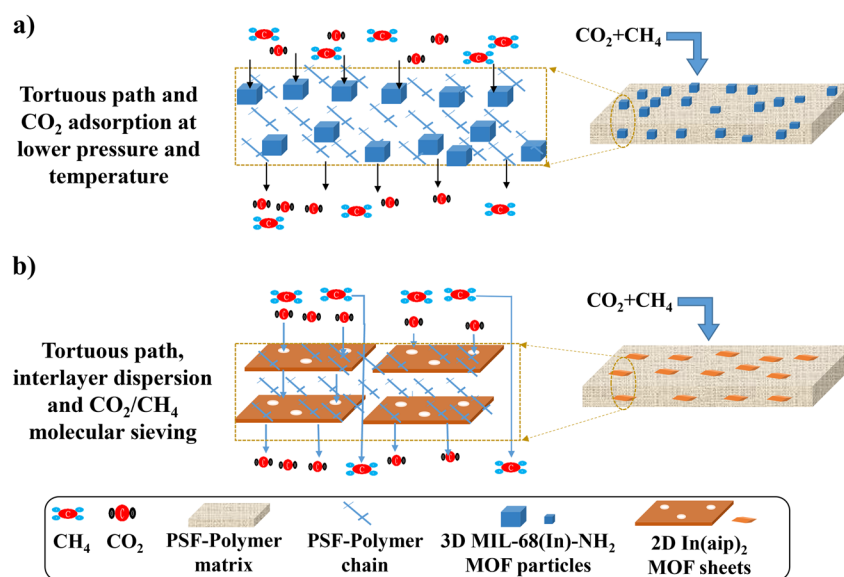 a)
CO2+CH4
Tortuous path and
CO2 adsorption at
lower pressure and
temperature
b)
CO2+CH4
Tortuous path,
interlayer dispersion
and CO2/CH4
molecular sieving
CH4
CO2
PSF-Polymer
matrix
PSF-Polymer
chain
3D MIL-68(In)-NH2
MOF particles
2D In(aip)2
MOF sheets